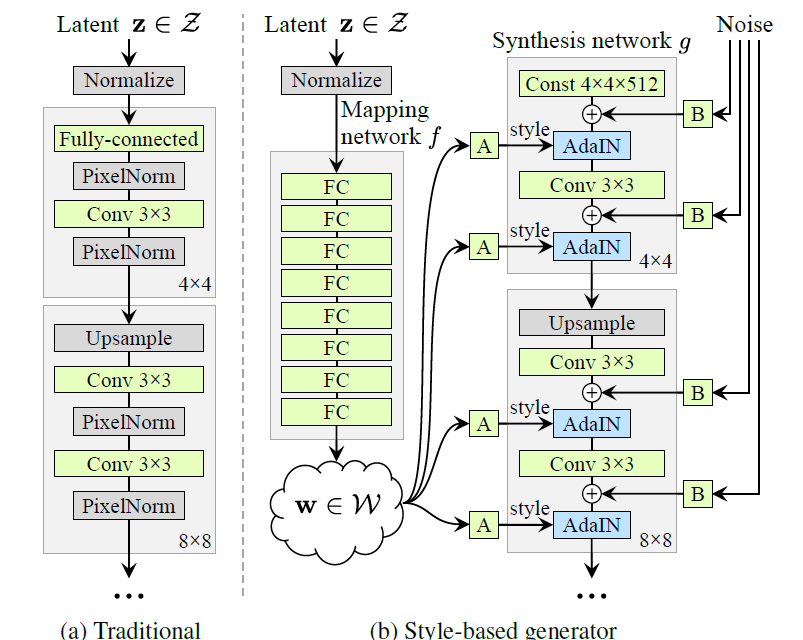 Latent z ∈ 𝒵
Normalize
Fully-connected
PixelNorm
Conv 3×3
PixelNorm
4×4
Upsample
Conv 3×3
PixelNorm
Conv 3×3
PixelNorm
8×8
...
(a) Traditional
Latent z ∈ 𝒵
Normalize
Mapping
network f
FC
FC
FC
FC
FC
FC
FC
FC
w ∈ 𝒲
A
style
A
style
A
style
A
style
Synthesis network g
Const 4×4×512
+
AdaIN
Conv 3×3
+
AdaIN
4×4
Upsample
Conv 3×3
+
AdaIN
Conv 3×3
+
AdaIN
8×8
...
Noise
B
B
B
B
(b) Style-based generator